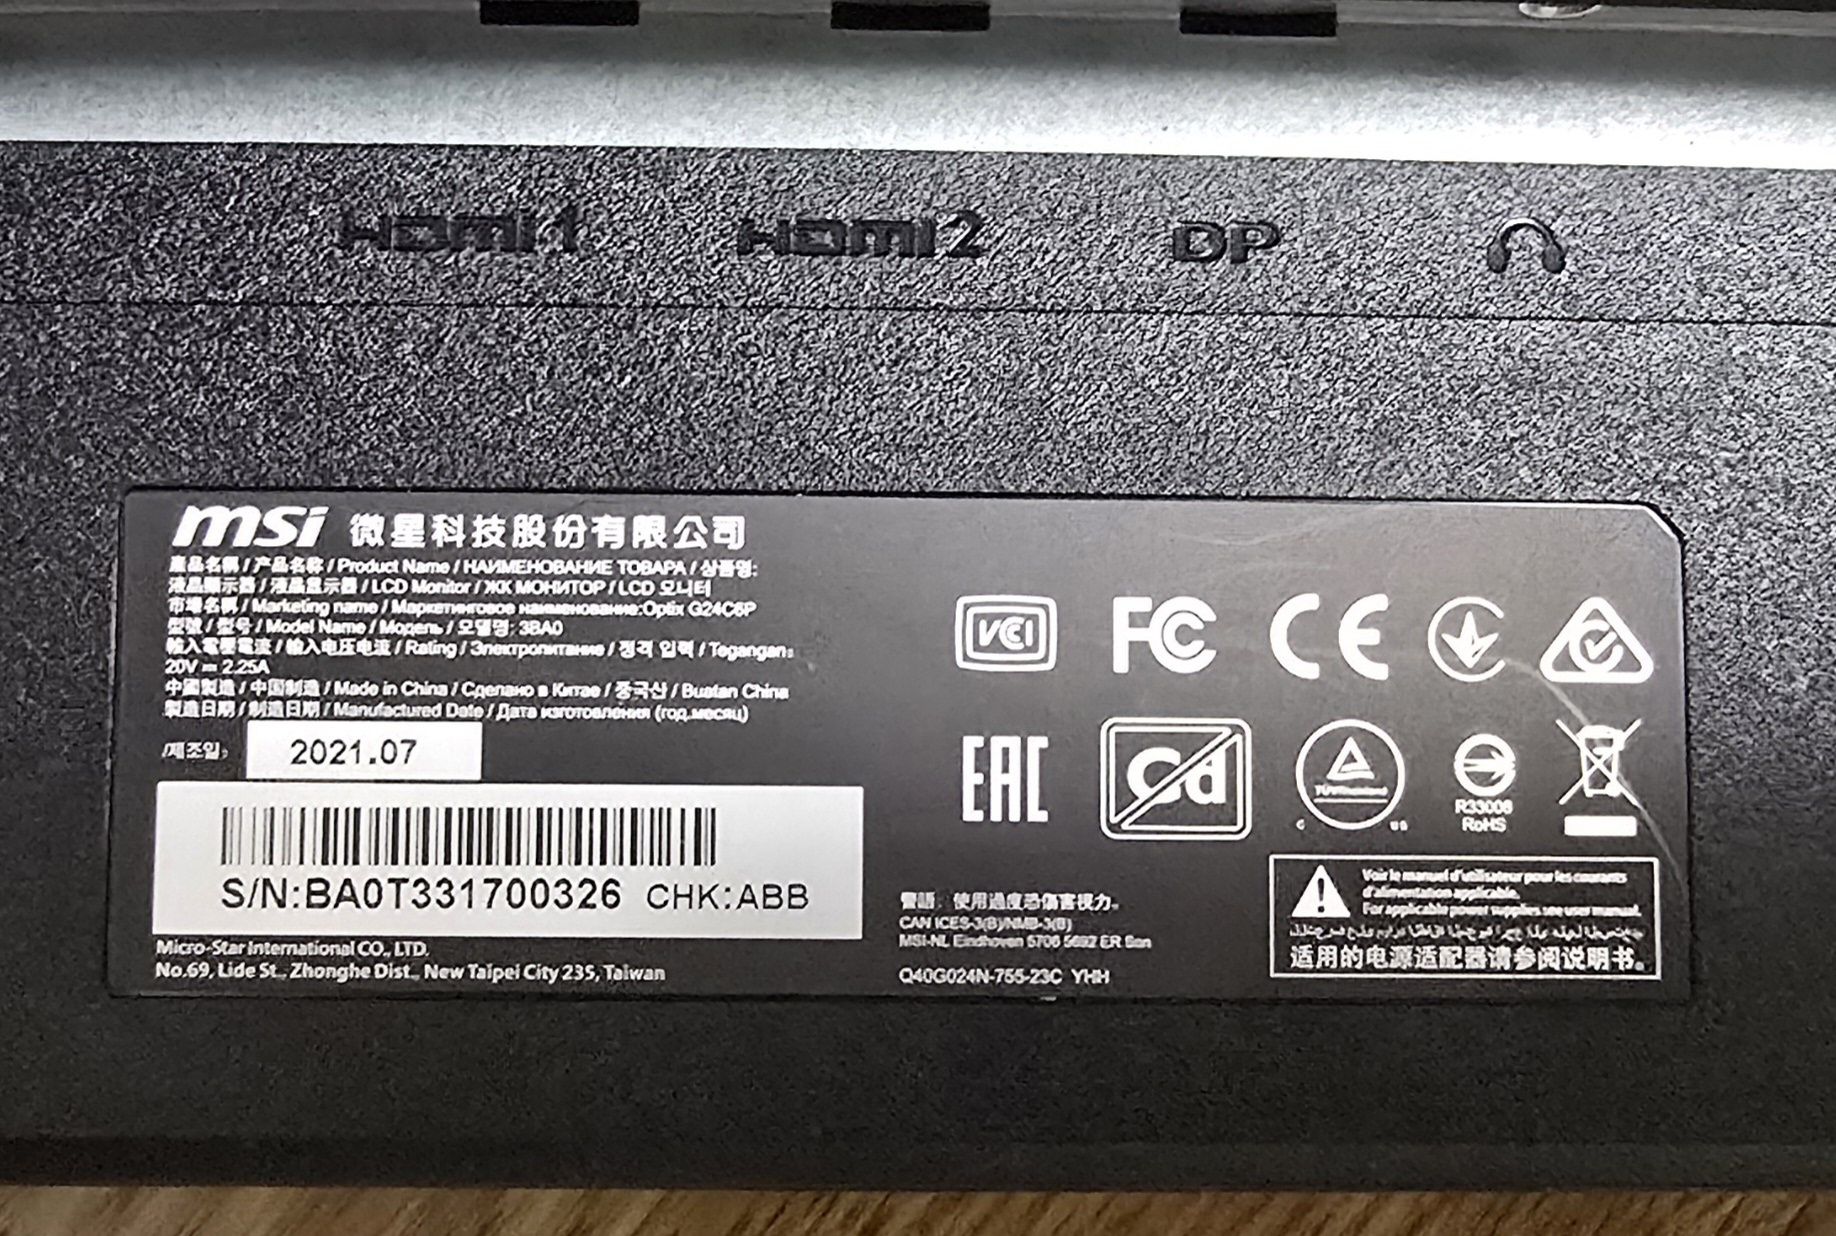 HDMI 1 HDMI 2 DP
msi 微星科技股份有限公司
產品名稱 / 产品名称 / Product Name / НАИМЕНОВАНИЕ ТОВАРА / 상품명:
液晶顯示器 / 液晶显示器 / LCD Monitor / ЖК МОНИТОР / LCD 모니터
市場名稱 / Marketing name / Маркетинговое наименование:Optix G24C6P
型號 / 型号 / Model Name / Модель / 모델명: 3BA0
輸入電壓電流 / 输入电压电流 / Rating / Электропитание / 정격 입력 / Tegangan:
20V ⎓ 2.25A
中國製造 / 中国制造 / Made in China / Сделано в Китае / 중국산 / Buatan China
製造日期 / 制造日期 / Manufactured Date / Дата изготовления (год.месяц)
/제조일: 2021.07
S/N:BA0T331700326 CHK:ABB
Micro-Star International CO., LTD.
No.69, Lide St., Zhonghe Dist., New Taipei City 235, Taiwan
VCCI FC CE
EAC Cd TÜVRheinland
C US
R33008
RoHS
警語: 使用過度恐傷害視力。
CAN ICES-3(B)/NMB-3(B)
MSI-NL Eindhoven 5706 5692 ER Son
Q40G024N-755-23C YHH
Voir le manuel d'utilisateur pour les courants
d'alimentation applicable.
For applicable power supplies see user manual.
适用的电源适配器请参阅说明书。